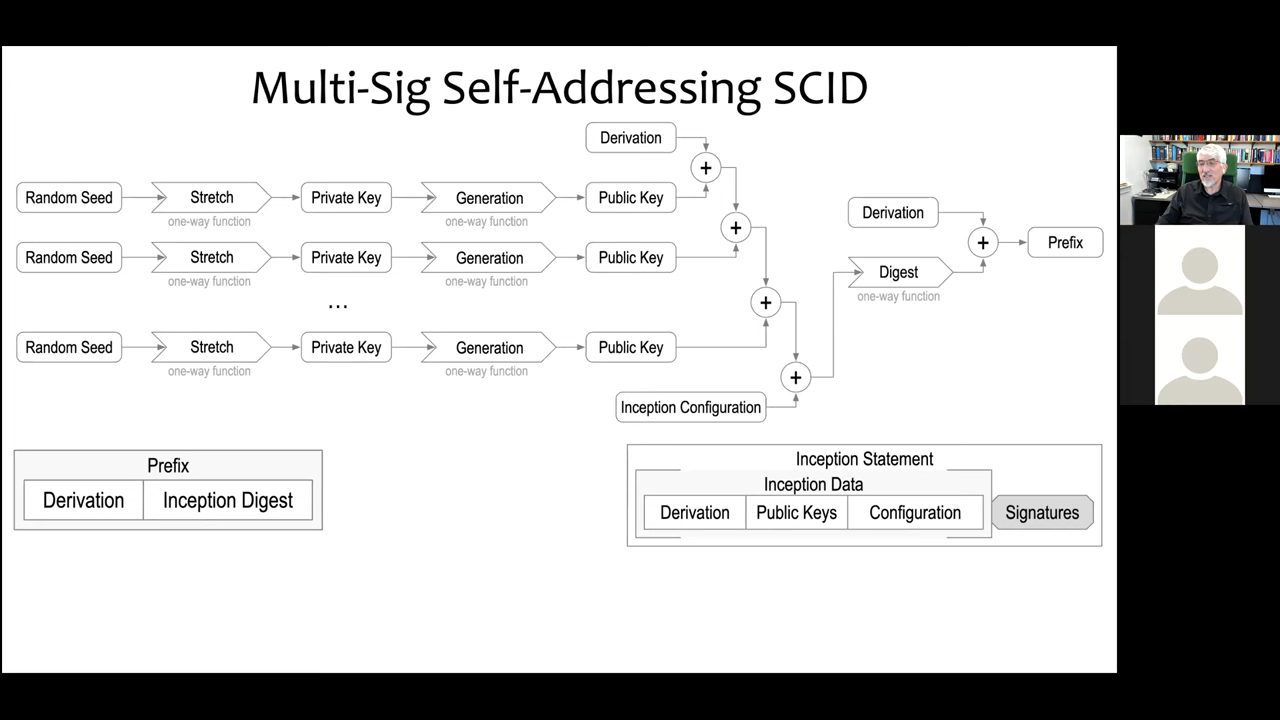 Multi-Sig Self-Addressing SCID
Derivation
+
Random Seed
Stretch
Private Key
Generation
Public Key
one-way function
one-way function
Derivation
+
+
Prefix
Random Seed
Stretch
Private Key
Generation
Public Key
one-way function
one-way function
Digest
one-way function
...
+
Random Seed
Stretch
Private Key
Generation
Public Key
one-way function
one-way function
+
Inception Configuration
Prefix
Derivation
Inception Digest
Inception Statement
Inception Data
Derivation
Public Keys
Configuration
Signatures